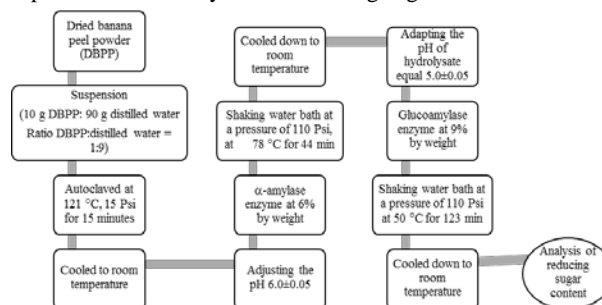 Dried banana
peel powder
(DBPP)
Suspension
(10 g DBPP: 90 g distilled water
Ratio DBPP:distilled water =
1:9)
Autoclaved at
121 °C, 15 Psi
for 15 minutes
Cooled to room
temperature
Adjusting the
pH 6.0±0.05
α-amylase
enzyme at 6%
by weight
Shaking water bath at
a pressure of 110 Psi,
at 78 °C for 44 min
Cooled down to
room
temperature
Adapting the
pH of
hydrolysate
equal 5.0±0.05
Glucoamylase
enzyme at 9%
by weight
Shaking water bath at
a pressure of 110 Psi
at 50 °C for 123 min
Cooled down to
room
temperature
Analysis of
reducing
sugar
content